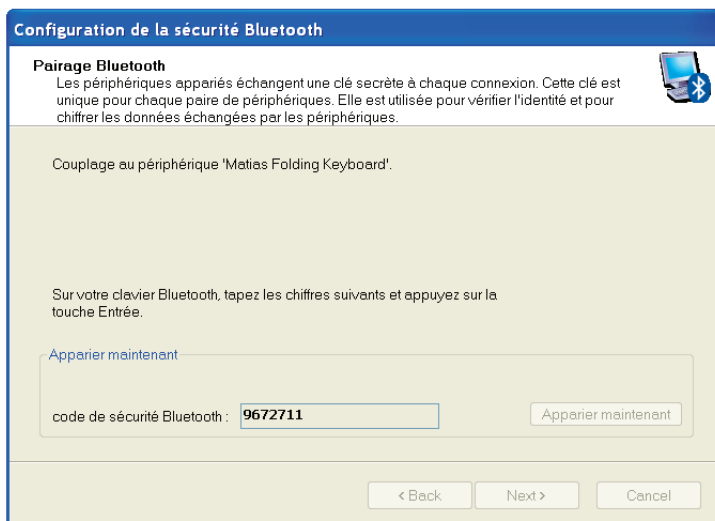 Configuration de la sécurité Bluetooth
Pairage Bluetooth
Les périphériques appariés échangent une clé secrète à chaque connexion. Cette clé est
unique pour chaque paire de périphériques. Elle est utilisée pour vérifier l'identité et pour
chiffrer les données échangées par les périphériques.
Couplage au périphérique 'Matias Folding Keyboard'.
Sur votre clavier Bluetooth, tapez les chiffres suivants et appuyez sur la
touche Entrée.
Apparier maintenant
code de sécurité Bluetooth : 9672711 Apparier maintenant
< Back Next > Cancel